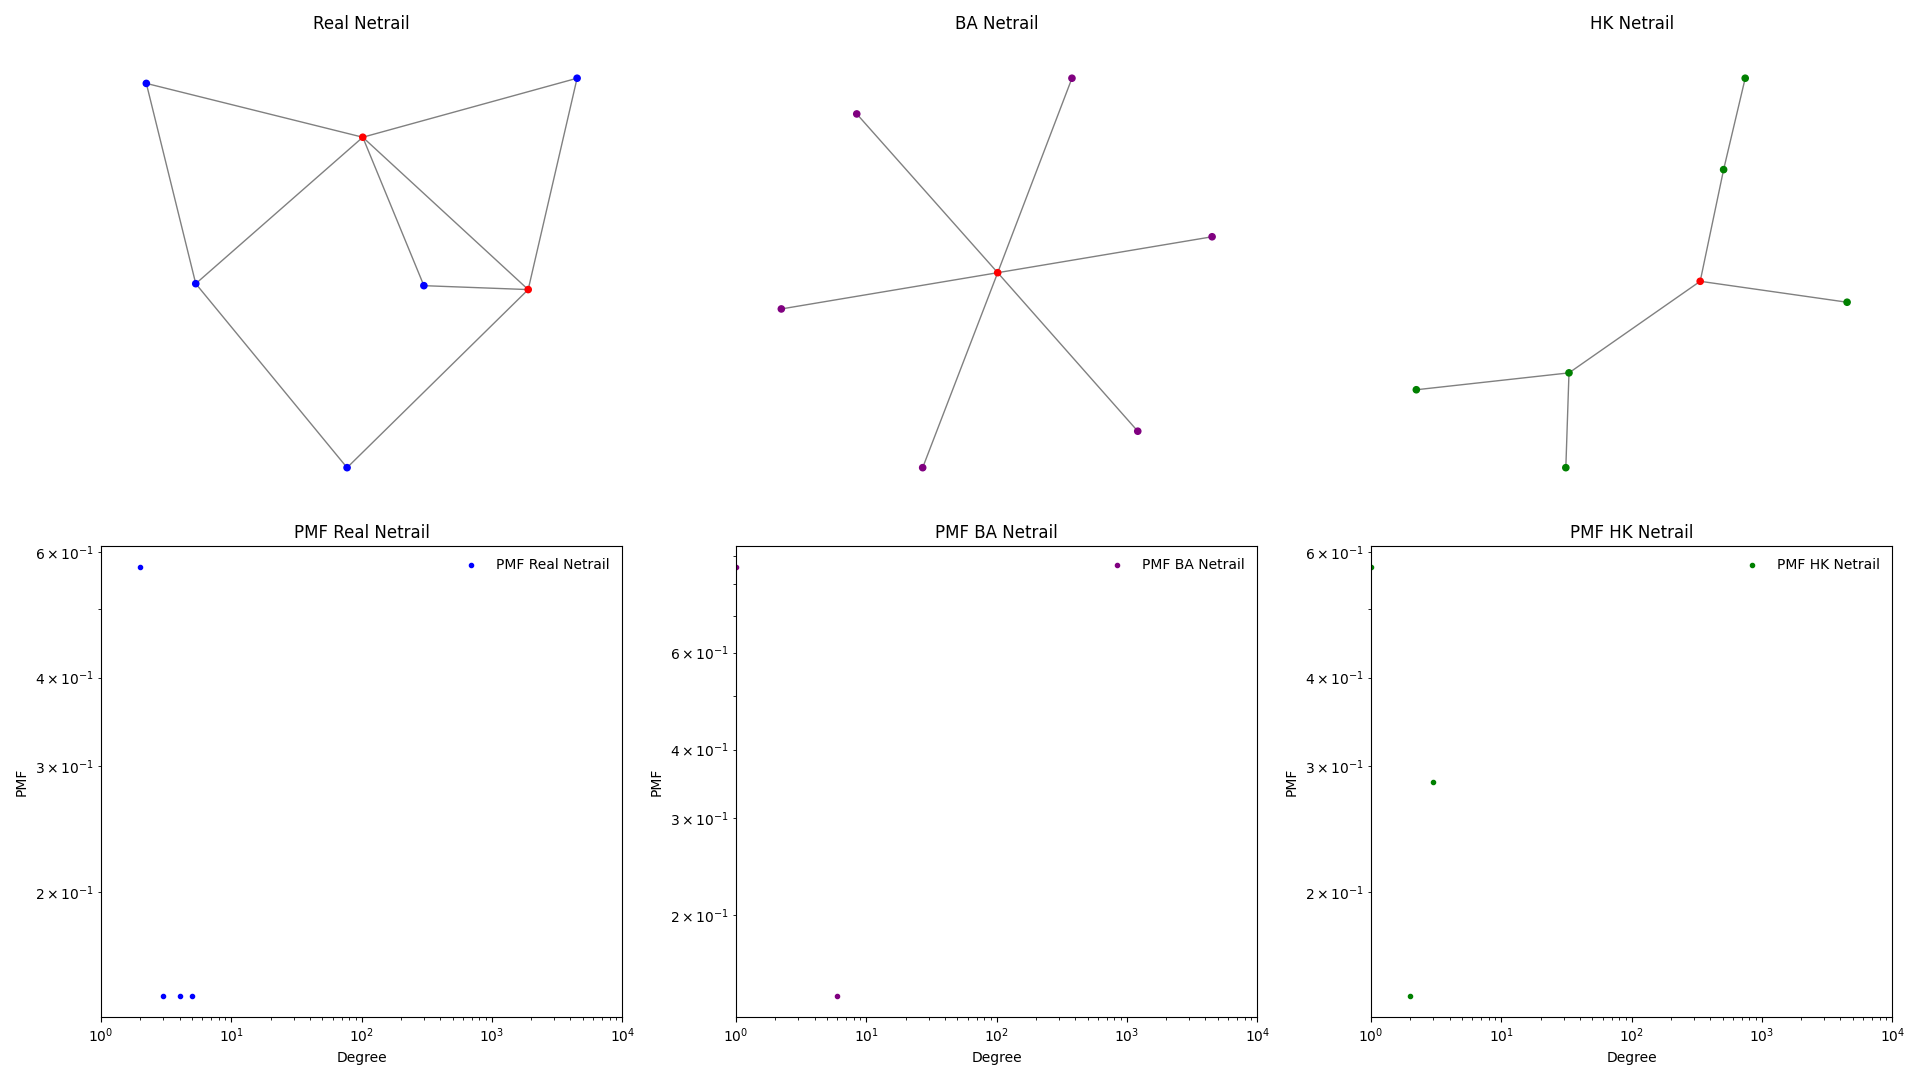 Real Netrail
BA Netrail
HK Netrail
PMF Real Netrail
PMF
6 × 10⁻¹
4 × 10⁻¹
3 × 10⁻¹
2 × 10⁻¹
PMF Real Netrail
10⁰ 10¹ 10² 10³ 10⁴
Degree
PMF BA Netrail
PMF
6 × 10⁻¹
4 × 10⁻¹
3 × 10⁻¹
2 × 10⁻¹
PMF BA Netrail
10⁰ 10¹ 10² 10³ 10⁴
Degree
PMF HK Netrail
PMF
6 × 10⁻¹
4 × 10⁻¹
3 × 10⁻¹
2 × 10⁻¹
PMF HK Netrail
10⁰ 10¹ 10² 10³ 10⁴
Degree